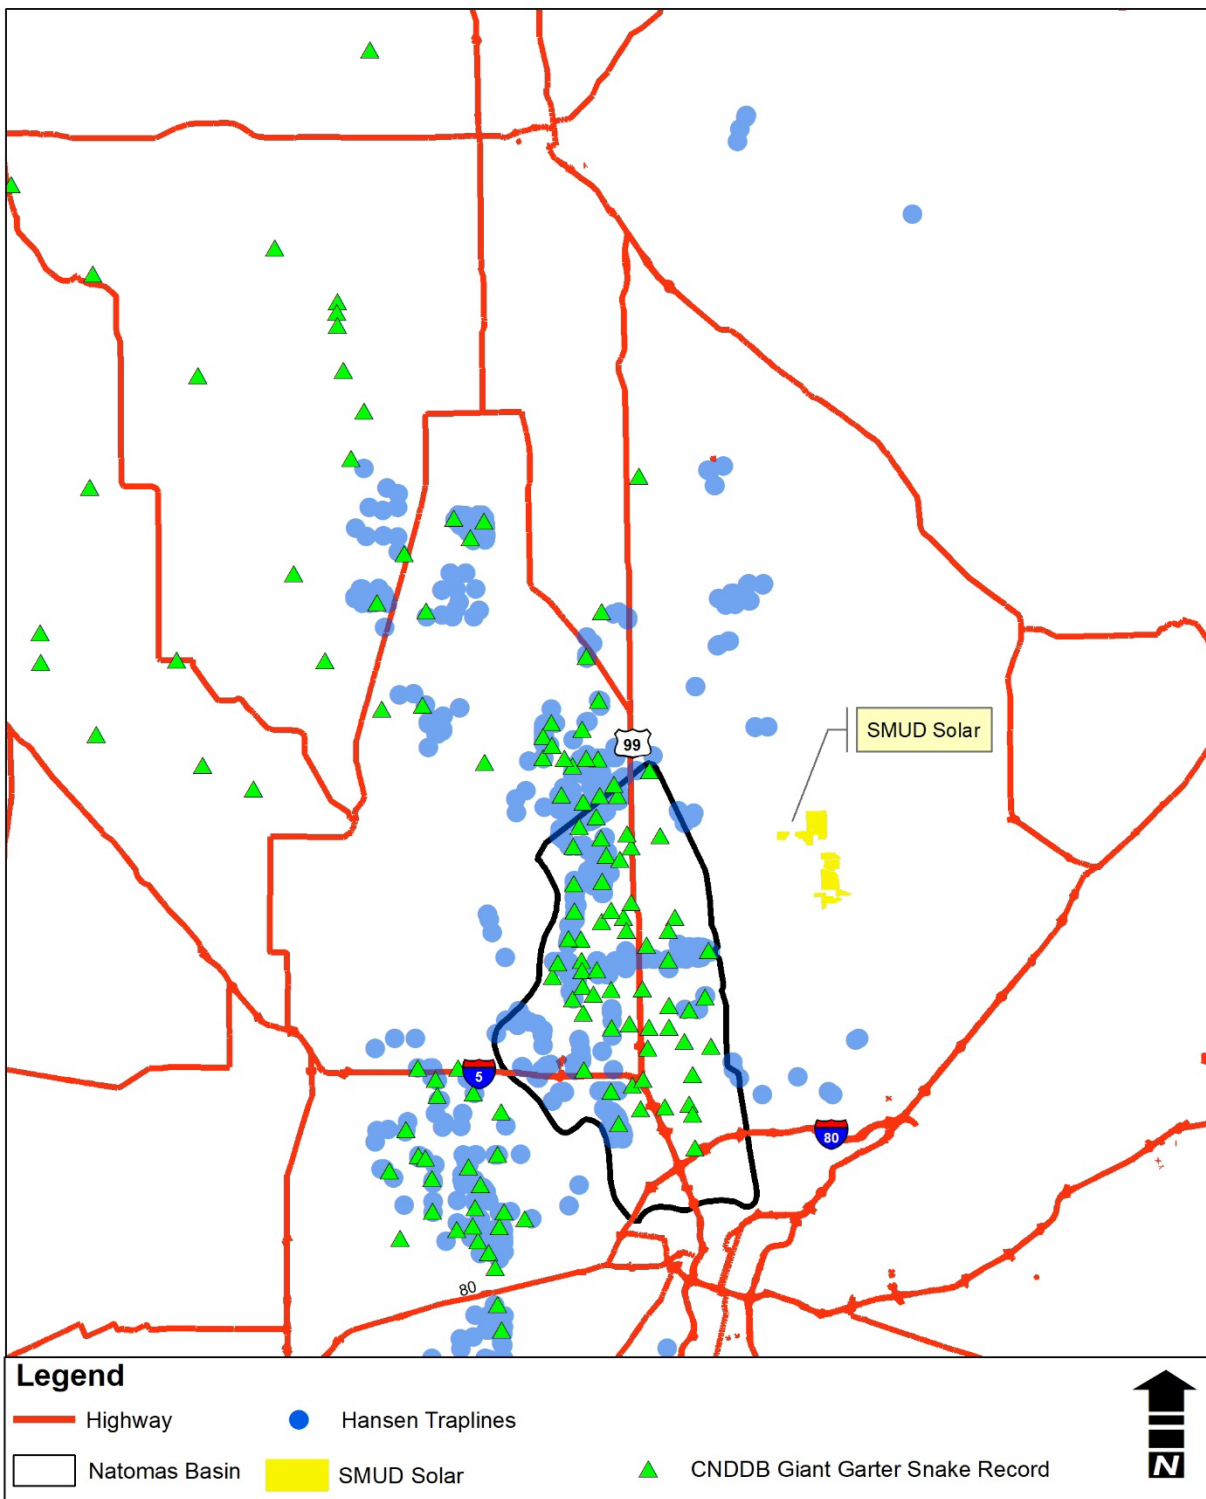 99
SMUD Solar
5
80
80
Legend
Highway
Hansen Traplines
Natomas Basin
SMUD Solar
CNDDB Giant Garter Snake Record
N